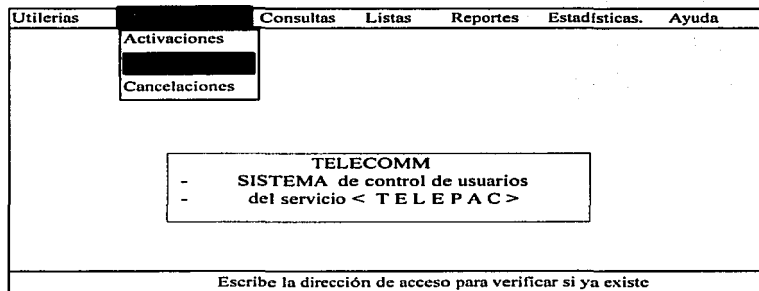 Utilerias Consultas Listas Reportes Estadísticas. Ayuda
Activaciones
Cancelaciones
TELECOMM
- SISTEMA de control de usuarios
- del servicio < T E L E P A C >
Escribe la dirección de acceso para verificar si ya existe